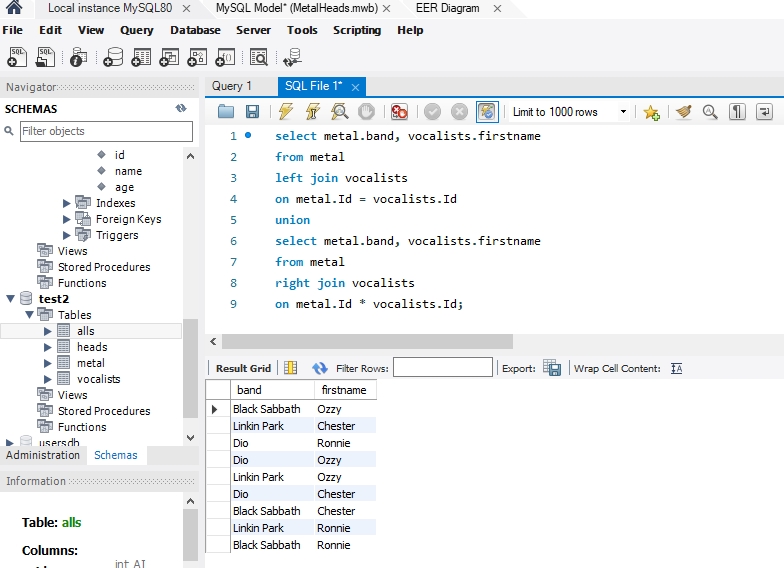 Local instance MySQL80 ✕ MySQL Model* (MetalHeads.mwb) ✕ EER Diagram ✕
File Edit View Query Database Server Tools Scripting Help
Navigator
SCHEMAS
Filter objects
id
name
age
Indexes
Foreign Keys
Triggers
Views
Stored Procedures
Functions
test2
Tables
alls
heads
metal
vocalists
Views
Stored Procedures
Functions
usersdb
Administration Schemas
Information
Table: alls
Columns:
int AI
Query 1 SQL File 1* ✕
Limit to 1000 rows
1 select metal.band, vocalists.firstname
2 from metal
3 left join vocalists
4 on metal.Id = vocalists.Id
5 union
6 select metal.band, vocalists.firstname
7 from metal
8 right join vocalists
9 on metal.Id * vocalists.Id;
Result Grid Filter Rows: Export: Wrap Cell Content:
band firstname
Black Sabbath Ozzy
Linkin Park Chester
Dio Ronnie
Dio Ozzy
Linkin Park Ozzy
Dio Chester
Black Sabbath Chester
Linkin Park Ronnie
Black Sabbath Ronnie